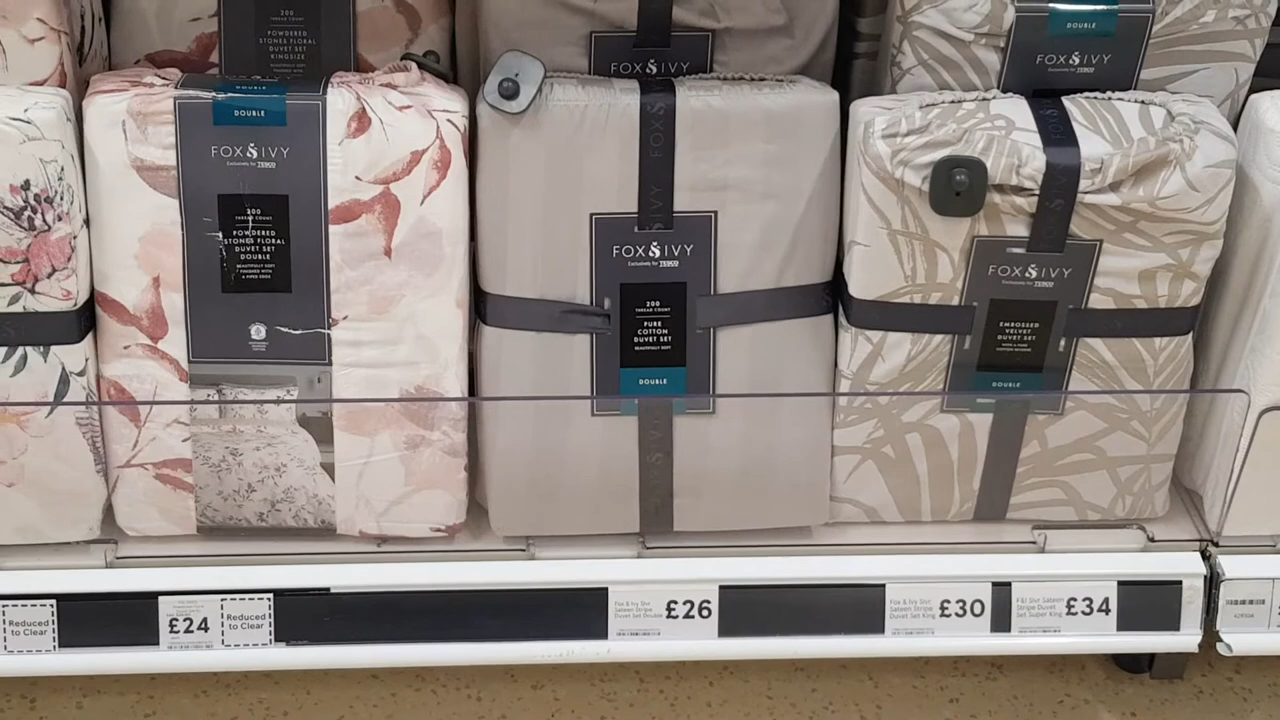 200
THREAD COUNT
POWDERED
STONES FLORAL
DUVET SET
KINGSIZE
BEAUTIFULLY SOFT
FOX & IVY
DOUBLE
FOX & IVY
Exclusively for TESCO
DOUBLE
DOUBLE
FOX & IVY
Exclusively for TESCO
200
THREAD COUNT
POWDERED
STONES FLORAL
DUVET SET
DOUBLE
BEAUTIFULLY SOFT
FINISHED WITH
A PIPED EDGE
FOX &
IVY
FOX & IVY
Exclusively for TESCO
200
THREAD COUNT
PURE
COTTON
DUVET SET
BEAUTIFULLY SOFT
DOUBLE
FOX & IVY
Exclusively for TESCO
EMBOSSED
VELVET
DUVET SET
DOUBLE
Reduced
to Clear
£24
Reduced
to Clear
Fox & Ivy Slvr
Sateen Stripe
Duvet Set Double
£26
Fox & Ivy Slvr
Sateen Stripe
Duvet Set King
£30
F&I Slvr Sateen
Stripe Duvet
Set Super King
£34